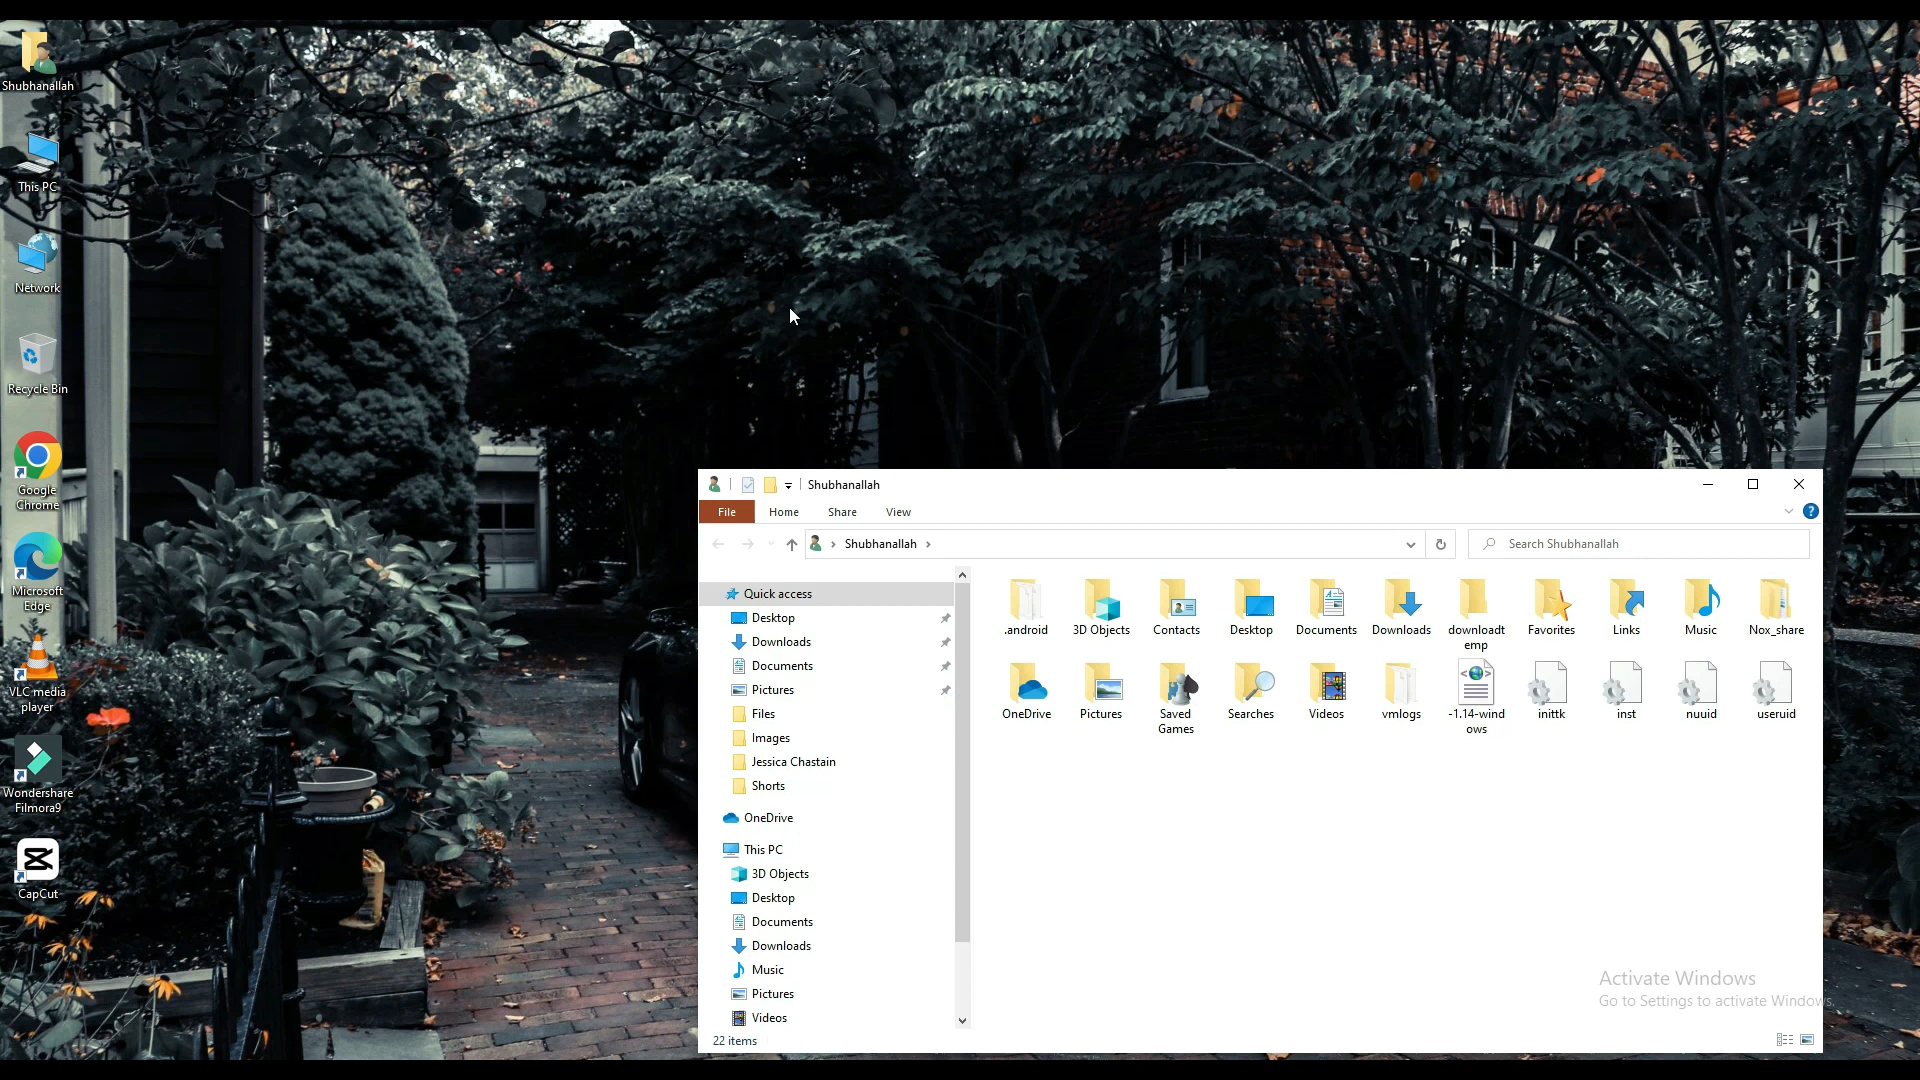 Shubhanallah
This PC
Network
Recycle Bin
Google
Chrome
Microsoft
Edge
VLC media
player
Wondershare
Filmora9
CapCut
Shubhanallah
File Home Share View
Shubhanallah
Search Shubhanallah
Quick access
Desktop
Downloads
Documents
Pictures
Files
Images
Jessica Chastain
Shorts
OneDrive
This PC
3D Objects
Desktop
Documents
Downloads
Music
Pictures
Videos
.android 3D Objects Contacts Desktop Documents Downloads downloadt Favorites Links Music Nox_share
emp
OneDrive Pictures Saved Searches Videos vmlogs -1.14-wind inittk inst nuuid useruid
Games ows
Activate Windows
Go to Settings to activate Windows.
22 items